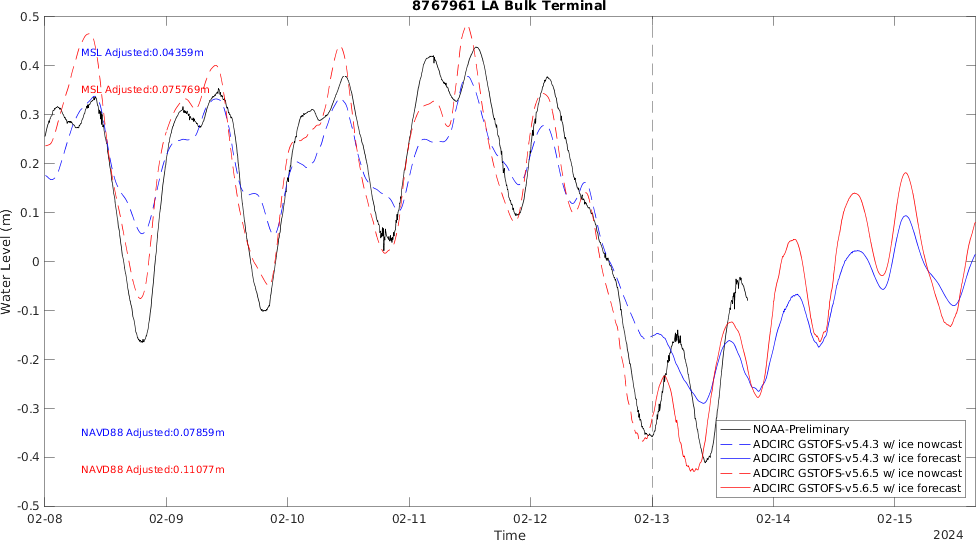 8767961 LA Bulk Terminal
MSL Adjusted:0.04359m
MSL Adjusted:0.075769m
NAVD88 Adjusted:0.07859m
NAVD88 Adjusted:0.11077m
Water Level (m)
0.5
0.4
0.3
0.2
0.1
0
-0.1
-0.2
-0.3
-0.4
-0.5
NOAA-Preliminary
ADCIRC GSTOFS-v5.4.3 w/ ice nowcast
ADCIRC GSTOFS-v5.4.3 w/ ice forecast
ADCIRC GSTOFS-v5.6.5 w/ ice nowcast
ADCIRC GSTOFS-v5.6.5 w/ ice forecast
02-08 02-09 02-10 02-11 02-12 02-13 02-14 02-15
Time
2024